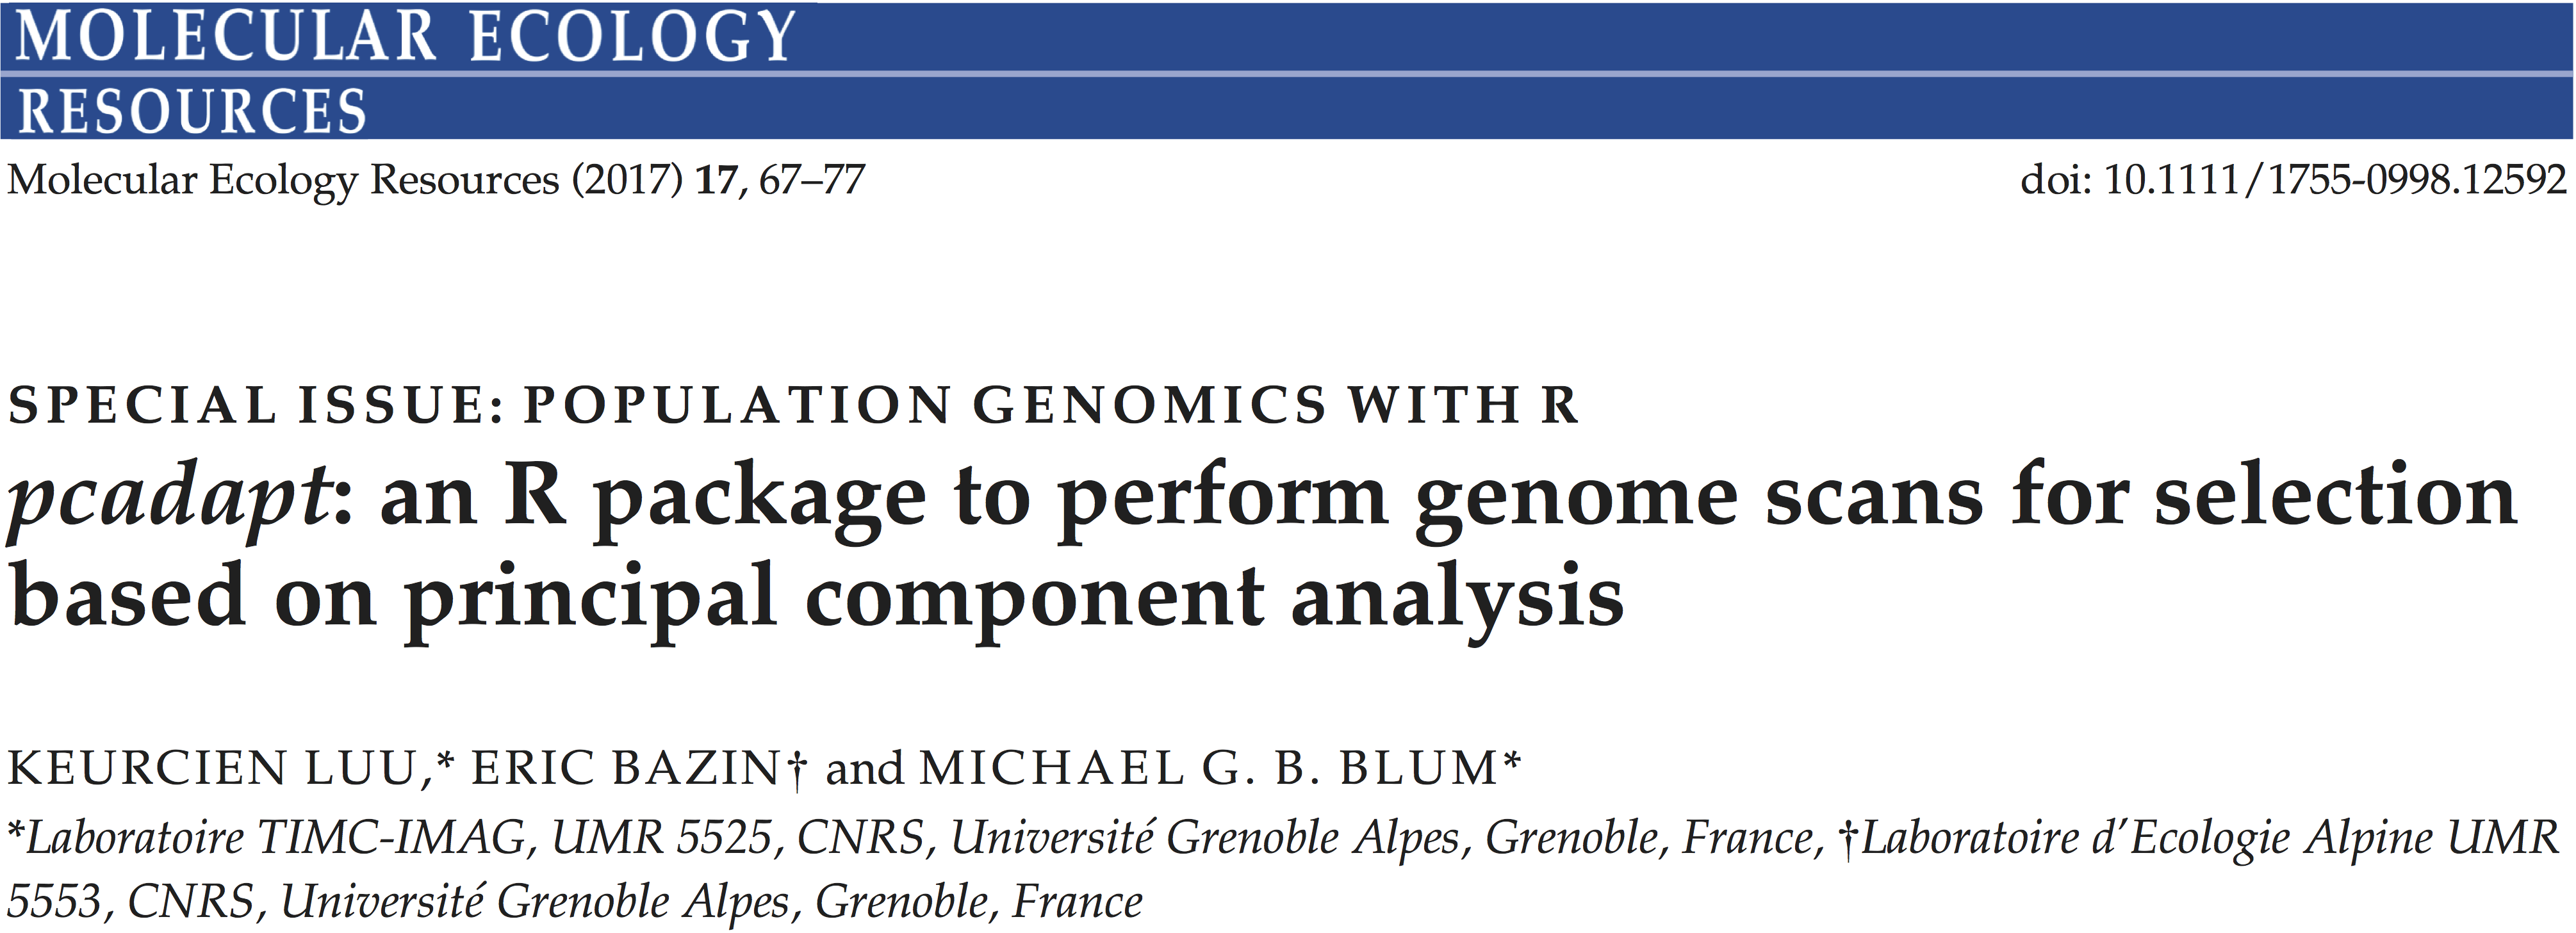 MOLECULAR ECOLOGY
RESOURCES
Molecular Ecology Resources (2017) 17, 67–77
doi: 10.1111/1755-0998.12592
SPECIAL ISSUE: POPULATION GENOMICS WITH R
pcadapt: an R package to perform genome scans for selection
based on principal component analysis
KEURCIEN LUU,* ERIC BAZIN† and MICHAEL G. B. BLUM*
*Laboratoire TIMC-IMAG, UMR 5525, CNRS, Université Grenoble Alpes, Grenoble, France, †Laboratoire d’Ecologie Alpine UMR
5553, CNRS, Université Grenoble Alpes, Grenoble, France